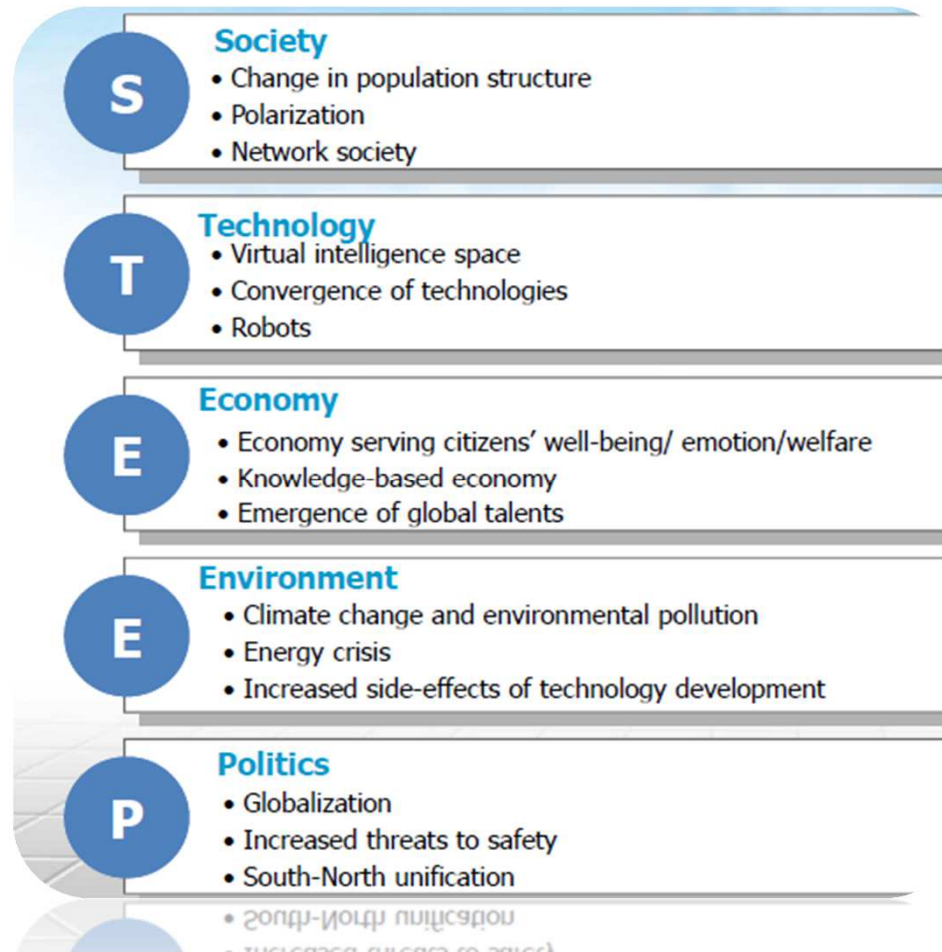 S
Society
• Change in population structure
• Polarization
• Network society
T
Technology
• Virtual intelligence space
• Convergence of technologies
• Robots
E
Economy
• Economy serving citizens’ well-being/ emotion/welfare
• Knowledge-based economy
• Emergence of global talents
E
Environment
• Climate change and environmental pollution
• Energy crisis
• Increased side-effects of technology development
P
Politics
• Globalization
• Increased threats to safety
• South-North unification